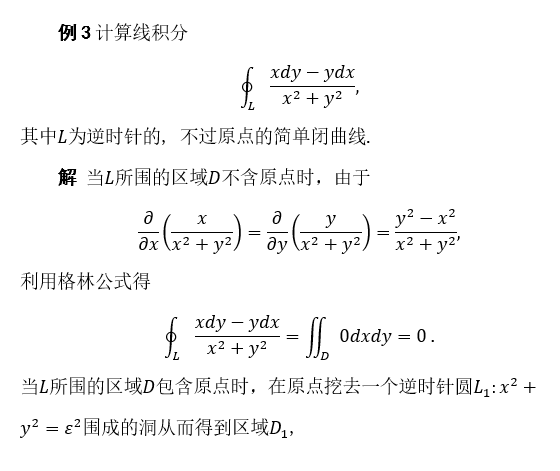 例 3 计算线积分
∮_L (xdy − ydx)/(x² + y²),
其中L为逆时针的，不过原点的简单闭曲线.
解 当L所围的区域D不含原点时，由于
∂/∂x (x/(x² + y²)) = ∂/∂y (y/(x² + y²)) = (y² − x²)/(x² + y²),
利用格林公式得
∮_L (xdy − ydx)/(x² + y²) = ∬_D 0dxdy = 0 .
当L所围的区域D包含原点时，在原点挖去一个逆时针圆L₁: x² +
y² = ε²围成的洞从而得到区域D₁,